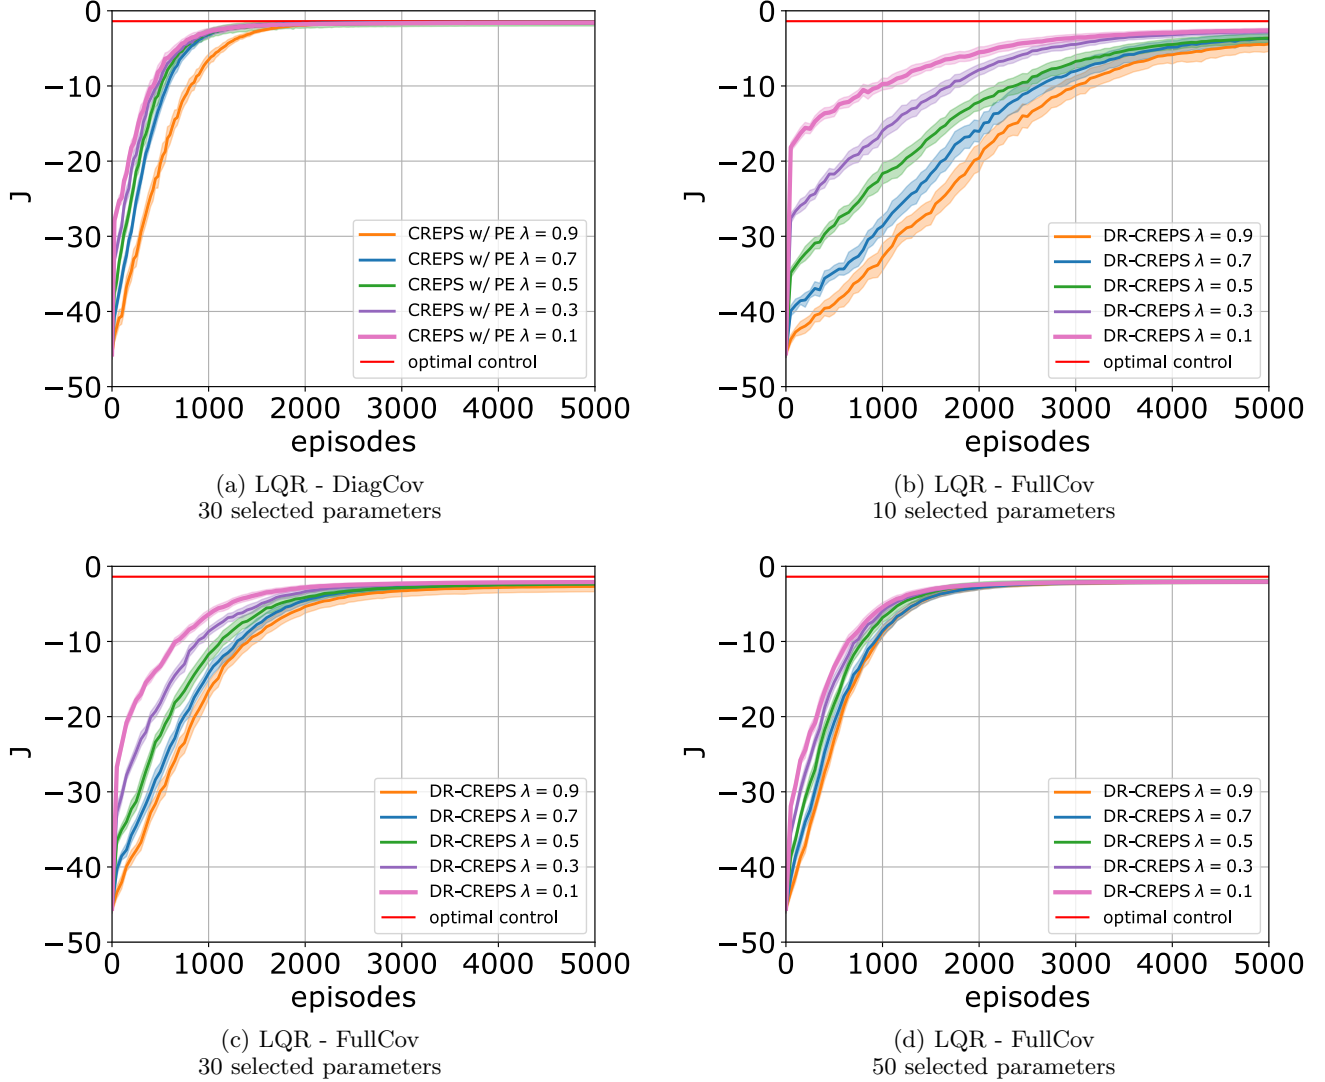 0
−10
−20
−30
−40
−50
J
CREPS w/ PE λ = 0.9
CREPS w/ PE λ = 0.7
CREPS w/ PE λ = 0.5
CREPS w/ PE λ = 0.3
CREPS w/ PE λ = 0.1
optimal control
0 1000 2000 3000 4000 5000
episodes
(a) LQR - DiagCov
30 selected parameters
0
−10
−20
−30
−40
−50
J
DR-CREPS λ = 0.9
DR-CREPS λ = 0.7
DR-CREPS λ = 0.5
DR-CREPS λ = 0.3
DR-CREPS λ = 0.1
optimal control
0 1000 2000 3000 4000 5000
episodes
(b) LQR - FullCov
10 selected parameters
0
−10
−20
−30
−40
−50
J
DR-CREPS λ = 0.9
DR-CREPS λ = 0.7
DR-CREPS λ = 0.5
DR-CREPS λ = 0.3
DR-CREPS λ = 0.1
optimal control
0 1000 2000 3000 4000 5000
episodes
(c) LQR - FullCov
30 selected parameters
0
−10
−20
−30
−40
−50
J
DR-CREPS λ = 0.9
DR-CREPS λ = 0.7
DR-CREPS λ = 0.5
DR-CREPS λ = 0.3
DR-CREPS λ = 0.1
optimal control
0 1000 2000 3000 4000 5000
episodes
(d) LQR - FullCov
50 selected parameters